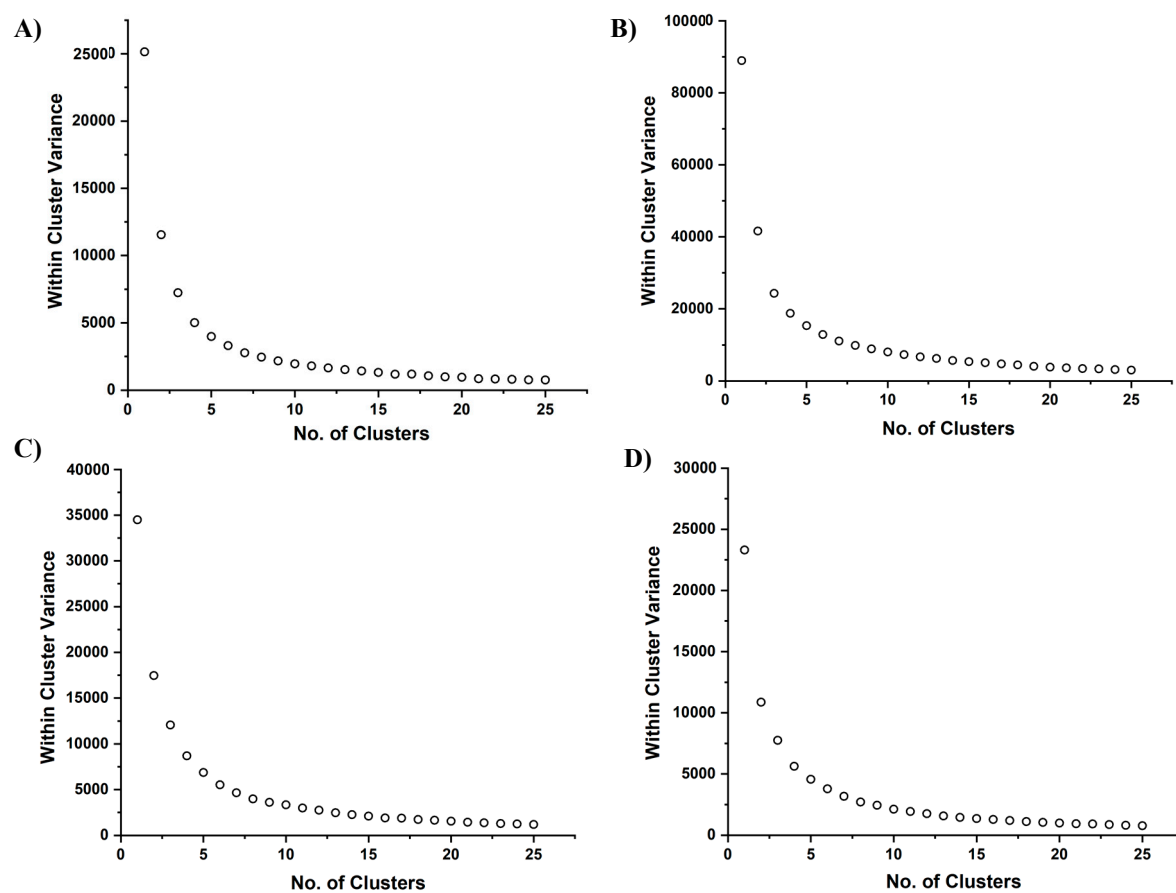 A)
25000
20000
15000
10000
5000
0
Within Cluster Variance
0 5 10 15 20 25
No. of Clusters
B)
100000
80000
60000
40000
20000
0
Within Cluster Variance
0 5 10 15 20 25
No. of Clusters
C)
40000
35000
30000
25000
20000
15000
10000
5000
0
Within Cluster Variance
0 5 10 15 20 25
No. of Clusters
D)
30000
25000
20000
15000
10000
5000
0
Within Cluster Variance
0 5 10 15 20 25
No. of Clusters